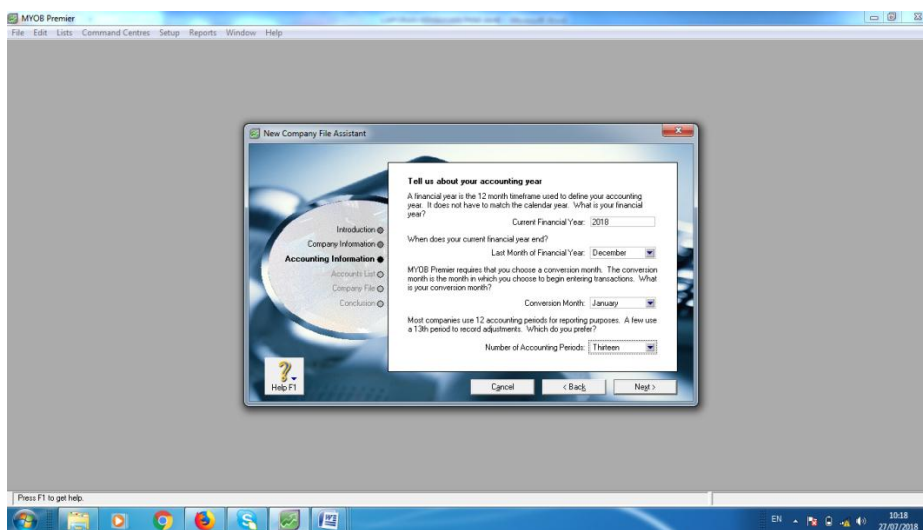 MYOB Premier
File Edit Lists Command Centres Setup Reports Window Help
New Company File Assistant
Introduction
Company Information
Accounting Information
Accounts List
Company File
Conclusion
Tell us about your accounting year
A financial year is the 12 month timeframe used to define your accounting
year. It does not have to match the calendar year. What is your financial
year?
Current Financial Year: 2018
When does your current financial year end?
Last Month of Financial Year: December
MYOB Premier requires that you choose a conversion month. The conversion
month is the month in which you choose to begin entering transactions. What
is your conversion month?
Conversion Month: January
Most companies use 12 accounting periods for reporting purposes. A few use
a 13th period to record adjustments. Which do you prefer?
Number of Accounting Periods: Thirteen
Help F1
Cancel < Back Next >
Press F1 to get help.
EN 10:18
27/07/2018